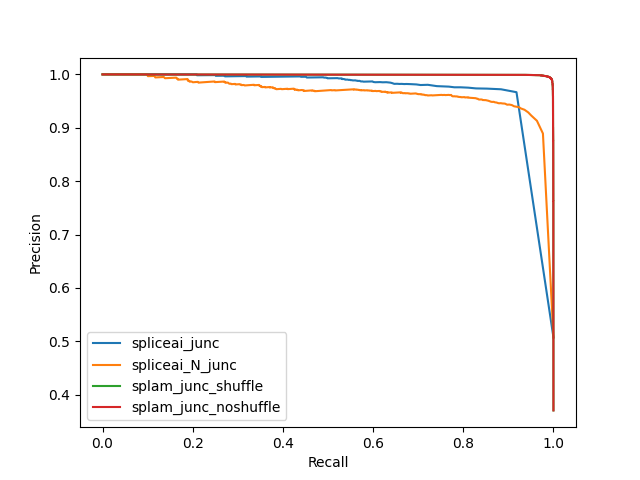 1.0
0.9
0.8
0.7
0.6
0.5
0.4
Precision
spliceai_junc
spliceai_N_junc
splam_junc_shuffle
splam_junc_noshuffle
0.0 0.2 0.4 0.6 0.8 1.0
Recall